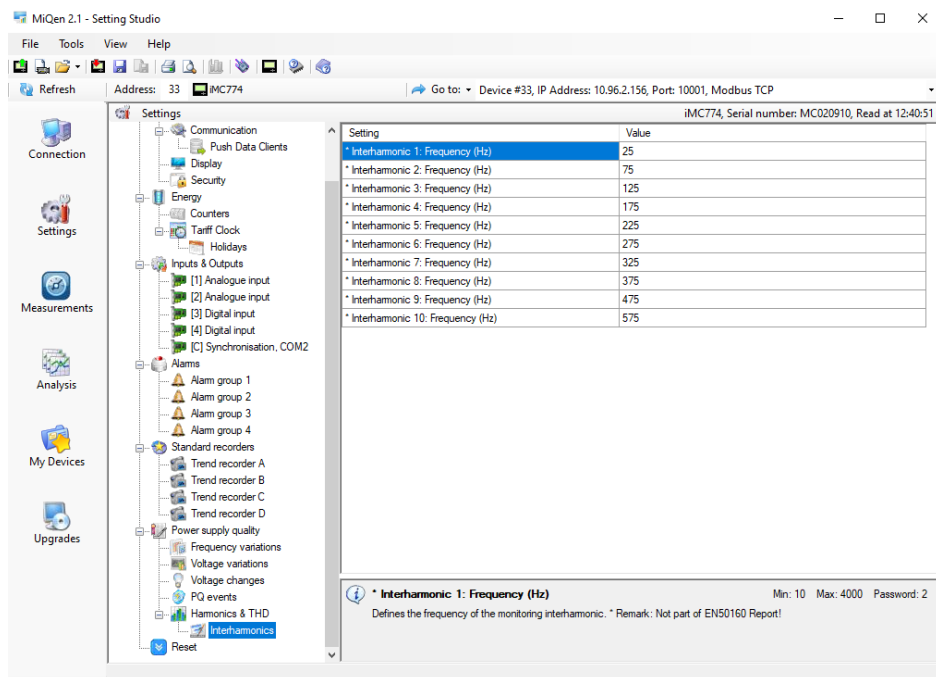 MiQen 2.1 - Setting Studio
File Tools View Help
Refresh Address: 33 iMC774 Go to: Device #33, IP Address: 10.96.2.156, Port: 10001, Modbus TCP
Settings iMC774, Serial number: MC020910, Read at 12:40:51
Connection
Settings
Measurements
Analysis
My Devices
Upgrades
Communication
Push Data Clients
Display
Security
Energy
Counters
Tariff Clock
Holidays
Inputs & Outputs
[1] Analogue input
[2] Analogue input
[3] Digital input
[4] Digital input
[C] Synchronisation, COM2
Alarms
Alarm group 1
Alarm group 2
Alarm group 3
Alarm group 4
Standard recorders
Trend recorder A
Trend recorder B
Trend recorder C
Trend recorder D
Power supply quality
Frequency variations
Voltage variations
Voltage changes
PQ events
Harmonics & THD
Interharmonics
Reset
Setting Value
* Interharmonic 1: Frequency (Hz) 25
* Interharmonic 2: Frequency (Hz) 75
* Interharmonic 3: Frequency (Hz) 125
* Interharmonic 4: Frequency (Hz) 175
* Interharmonic 5: Frequency (Hz) 225
* Interharmonic 6: Frequency (Hz) 275
* Interharmonic 7: Frequency (Hz) 325
* Interharmonic 8: Frequency (Hz) 375
* Interharmonic 9: Frequency (Hz) 475
* Interharmonic 10: Frequency (Hz) 575
* Interharmonic 1: Frequency (Hz) Min: 10 Max: 4000 Password: 2
Defines the frequency of the monitoring interharmonic. * Remark: Not part of EN50160 Report!